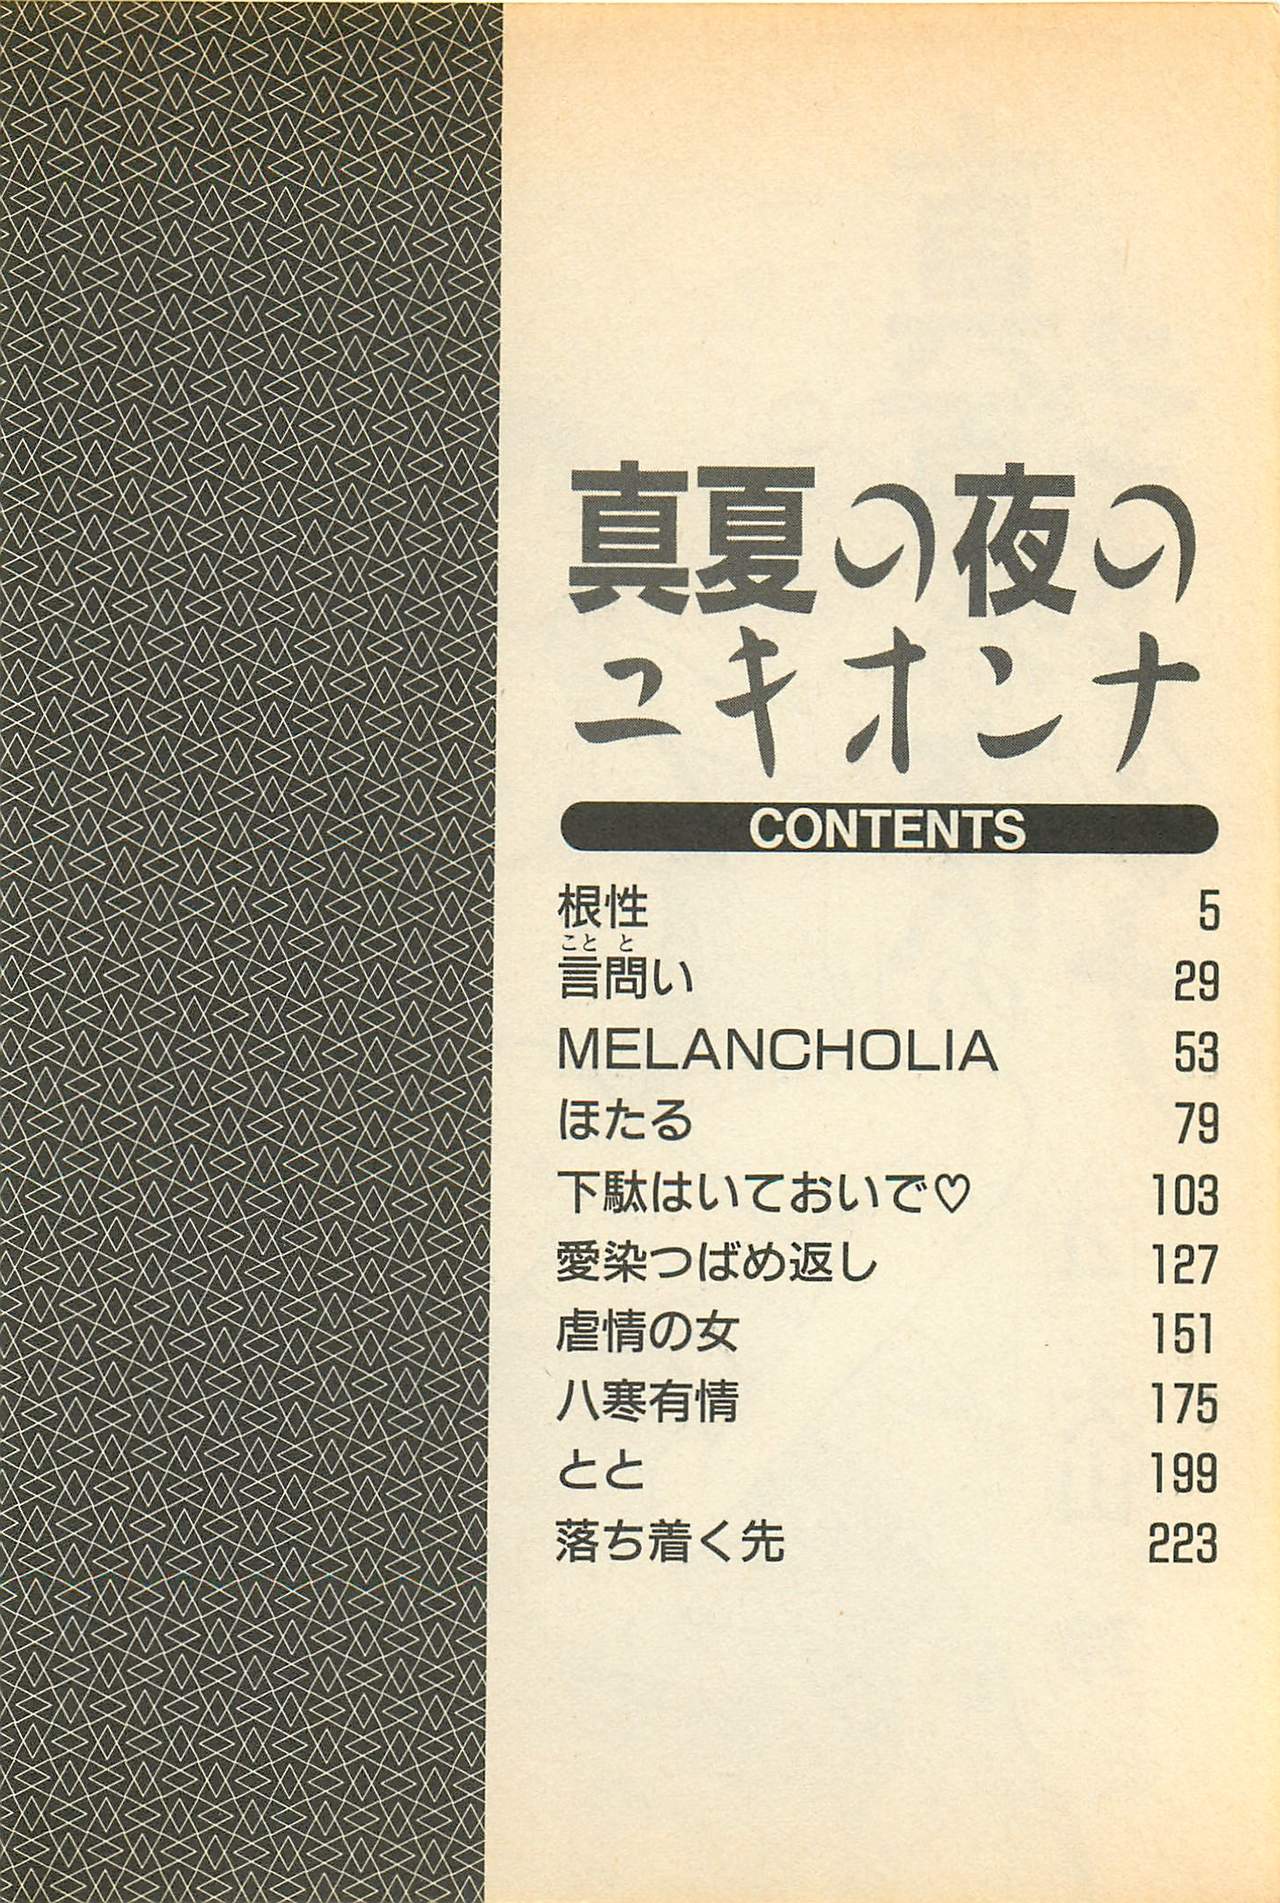 真夏の夜の
ユキオンナ
CONTENTS
根性 5
こと と
言問い 29
MELANCHOLIA 53
ほたる 79
下駄はいておいで♡ 103
愛染つばめ返し 127
虐情の女 151
八寒有情 175
とと 199
落ち着く先 223